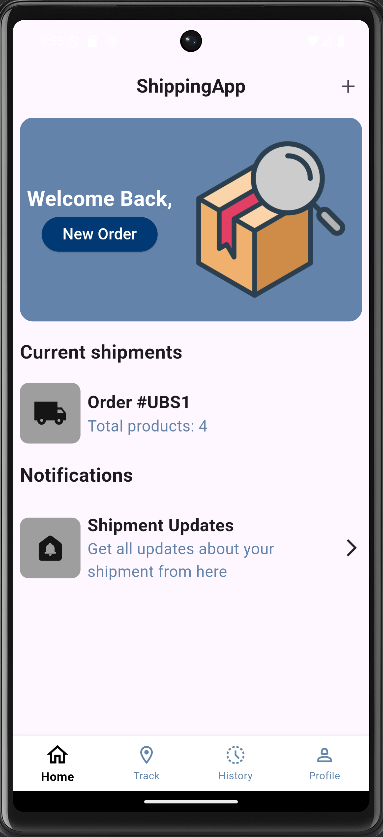 ShippingApp
Welcome Back,
New Order
Current shipments
Order #UBS1
Total products: 4
Notifications
Shipment Updates
Get all updates about your
shipment from here
Home
Track
History
Profile